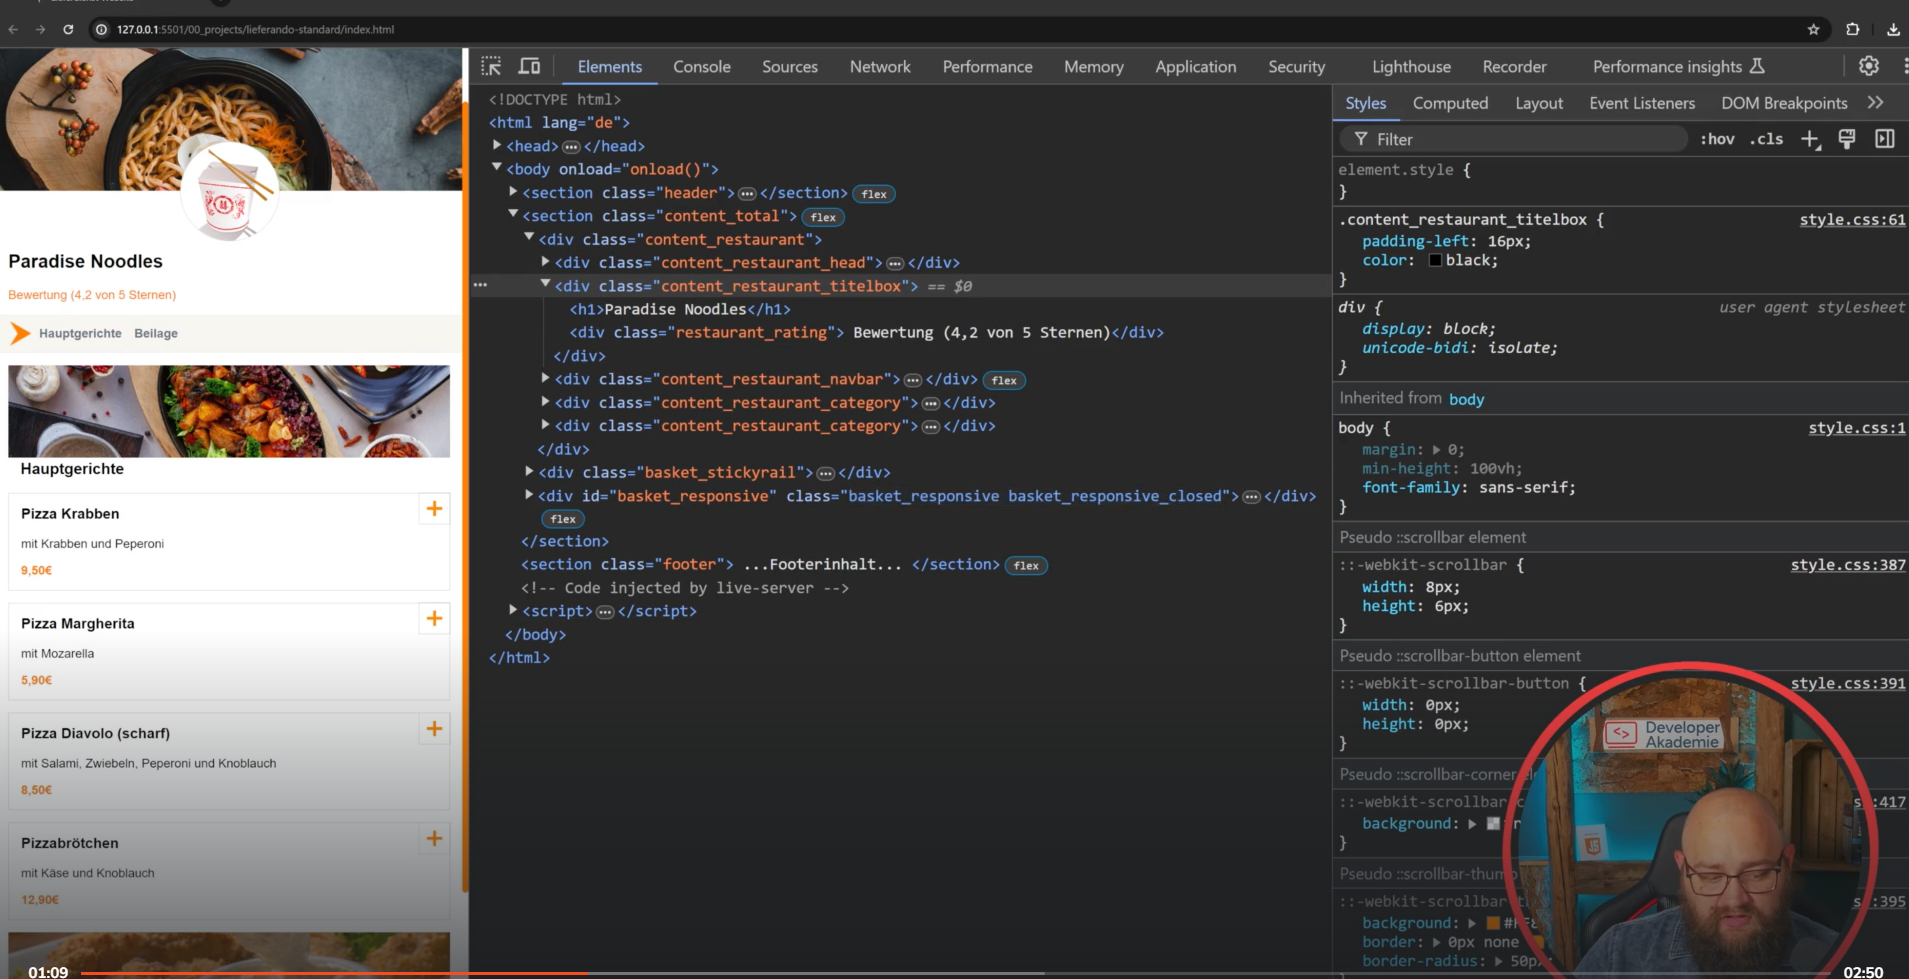 127.0.0.1:5501/00_projects/lieferando-standard/index.html
Paradise Noodles
Bewertung (4,2 von 5 Sternen)
Hauptgerichte Beilage
Hauptgerichte
Pizza Krabben
mit Krabben und Peperoni
9,50€
Pizza Margherita
mit Mozarella
5,90€
Pizza Diavolo (scharf)
mit Salami, Zwiebeln, Peperoni und Knoblauch
8,50€
Pizzabrötchen
mit Käse und Knoblauch
12,90€
01:09
Elements Console Sources Network Performance Memory Application Security Lighthouse Recorder Performance insights
<!DOCTYPE html>
<html lang="de">
<head> ... </head>
<body onload="onload()">
<section class="header"> ... </section> flex
<section class="content_total"> flex
<div class="content_restaurant">
<div class="content_restaurant_head"> ... </div>
... <div class="content_restaurant_titelbox"> == $0
<h1>Paradise Noodles</h1>
<div class="restaurant_rating"> Bewertung (4,2 von 5 Sternen)</div>
</div>
<div class="content_restaurant_navbar"> ... </div> flex
<div class="content_restaurant_category"> ... </div>
<div class="content_restaurant_category"> ... </div>
</div>
<div class="basket_stickyrail"> ... </div>
<div id="basket_responsive" class="basket_responsive basket_responsive_closed"> ... </div>
flex
</section>
<section class="footer"> ...Footerinhalt... </section> flex
<!-- Code injected by live-server -->
<script> ... </script>
</body>
</html>
Styles Computed Layout Event Listeners DOM Breakpoints
Filter :hov .cls
element.style {
}
.content_restaurant_titelbox { style.css:61
padding-left: 16px;
color: black;
}
div { user agent stylesheet
display: block;
unicode-bidi: isolate;
}
Inherited from body
body { style.css:1
margin: 0;
min-height: 100vh;
font-family: sans-serif;
}
Pseudo ::scrollbar element
::-webkit-scrollbar { style.css:387
width: 8px;
height: 6px;
}
Pseudo ::scrollbar-button element
::-webkit-scrollbar-button { style.css:391
width: 0px;
height: 0px;
}
Pseudo ::scrollbar-corner
::-webkit-scrollbar :417
background:
}
Pseudo ::scrollbar-thumb
::-webkit-scrollbar :395
background:
border: 0px none
border-radius: 50px
<> Developer
Akademie
JS
02:50